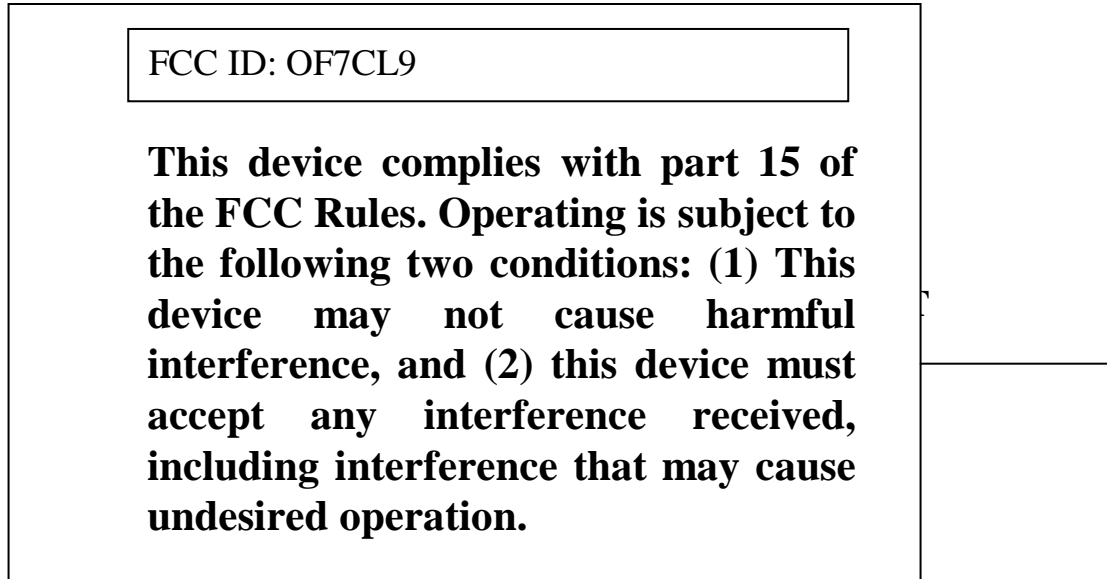 FCC ID: OF7CL9
This device complies with part 15 of
the FCC Rules. Operating is subject to
the following two conditions: (1) This
device may not cause harmful
interference, and (2) this device must
accept any interference received,
including interference that may cause
undesired operation.